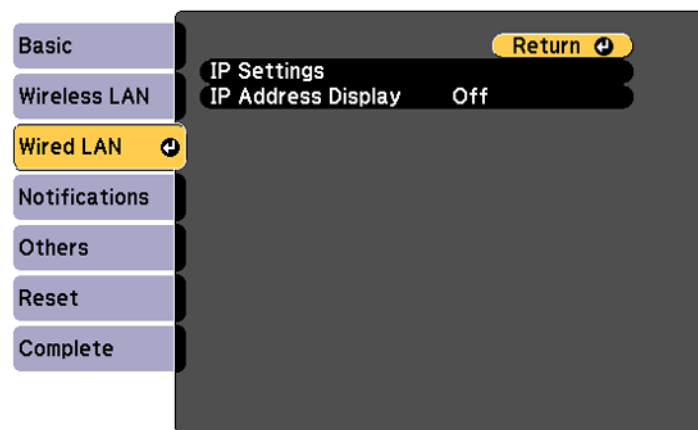 Basic
Wireless LAN
Wired LAN
Notifications
Others
Reset
Complete
Return
IP Settings
IP Address Display Off